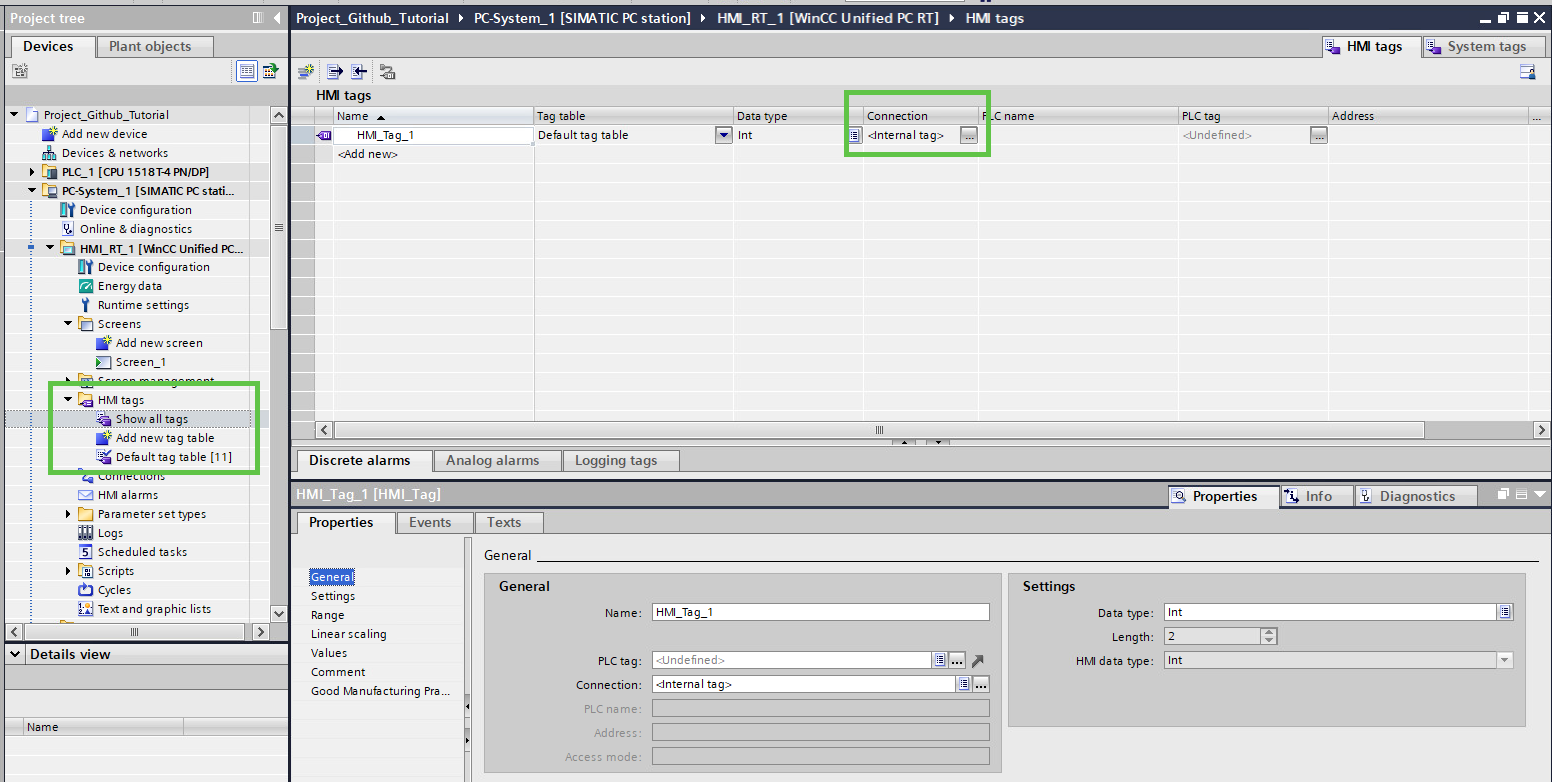 Project tree
Devices
Plant objects
Project_Github_Tutorial
Add new device
Devices & networks
PLC_1 [CPU 1518T-4 PN/DP]
PC-System_1 [SIMATIC PC stati...
Device configuration
Online & diagnostics
HMI_RT_1 [WinCC Unified PC...
Device configuration
Energy data
Runtime settings
Screens
Add new screen
Screen_1
Screen management
HMI tags
Show all tags
Add new tag table
Default tag table [11]
Connections
HMI alarms
Parameter set types
Logs
Scheduled tasks
Scripts
Cycles
Text and graphic lists
Details view
Name
Project_Github_Tutorial PC-System_1 [SIMATIC PC station] HMI_RT_1 [WinCC Unified PC RT] HMI tags
HMI tags System tags
HMI tags
Name Tag table Data type Connection PLC name PLC tag Address ...
HMI_Tag_1 Default tag table Int <Internal tag> ... <Undefined> ...
<Add new>
Discrete alarms Analog alarms Logging tags
HMI_Tag_1 [HMI_Tag]
Properties Info Diagnostics
Properties Events Texts
General
Settings
Range
Linear scaling
Values
Comment
Good Manufacturing Pra...
General
General
Name: HMI_Tag_1
PLC tag: <Undefined> ...
Connection: <Internal tag> ...
PLC name:
Address:
Access mode:
Settings
Data type: Int
Length: 2
HMI data type: Int